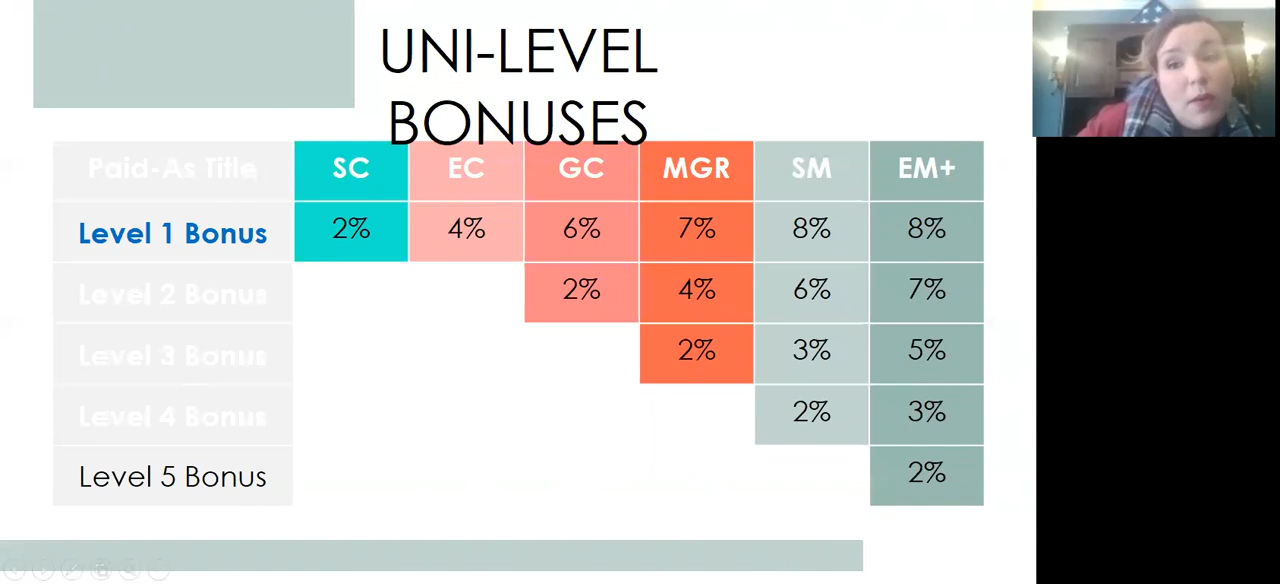 UNI-LEVEL
BONUSES
Paid-As Title SC EC GC MGR SM EM+
Level 1 Bonus 2% 4% 6% 7% 8% 8%
Level 2 Bonus 2% 4% 6% 7%
Level 3 Bonus 2% 3% 5%
Level 4 Bonus 2% 3%
Level 5 Bonus 2%